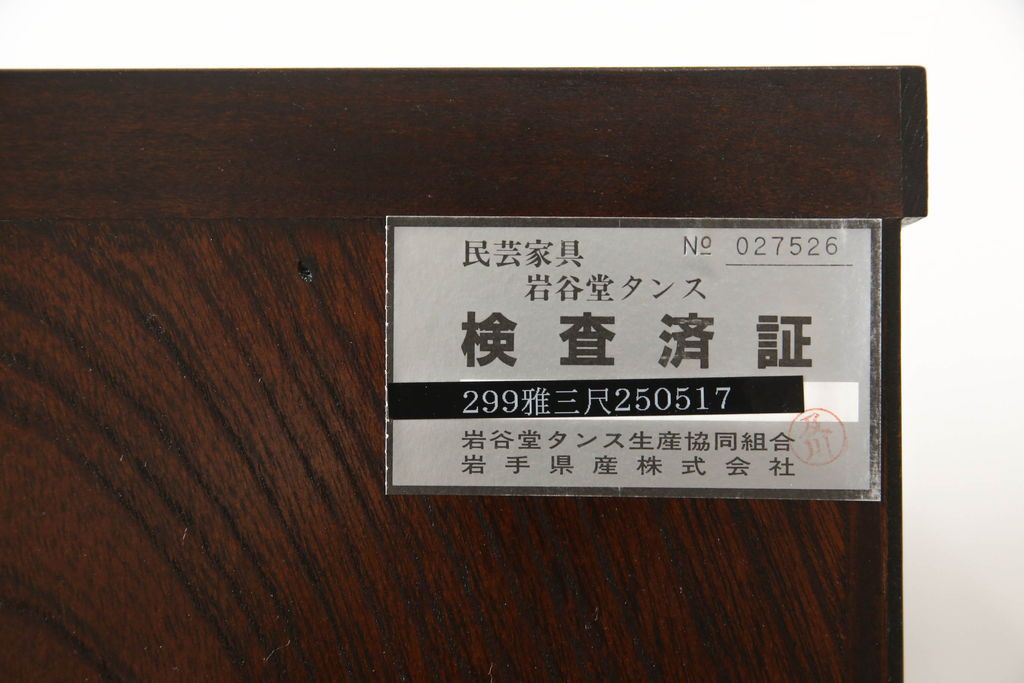 民芸家具 № 027526
岩谷堂タンス
検査済証
299雅三尺250517
岩谷堂タンス生産協同組合
岩手県産株式会社
及川